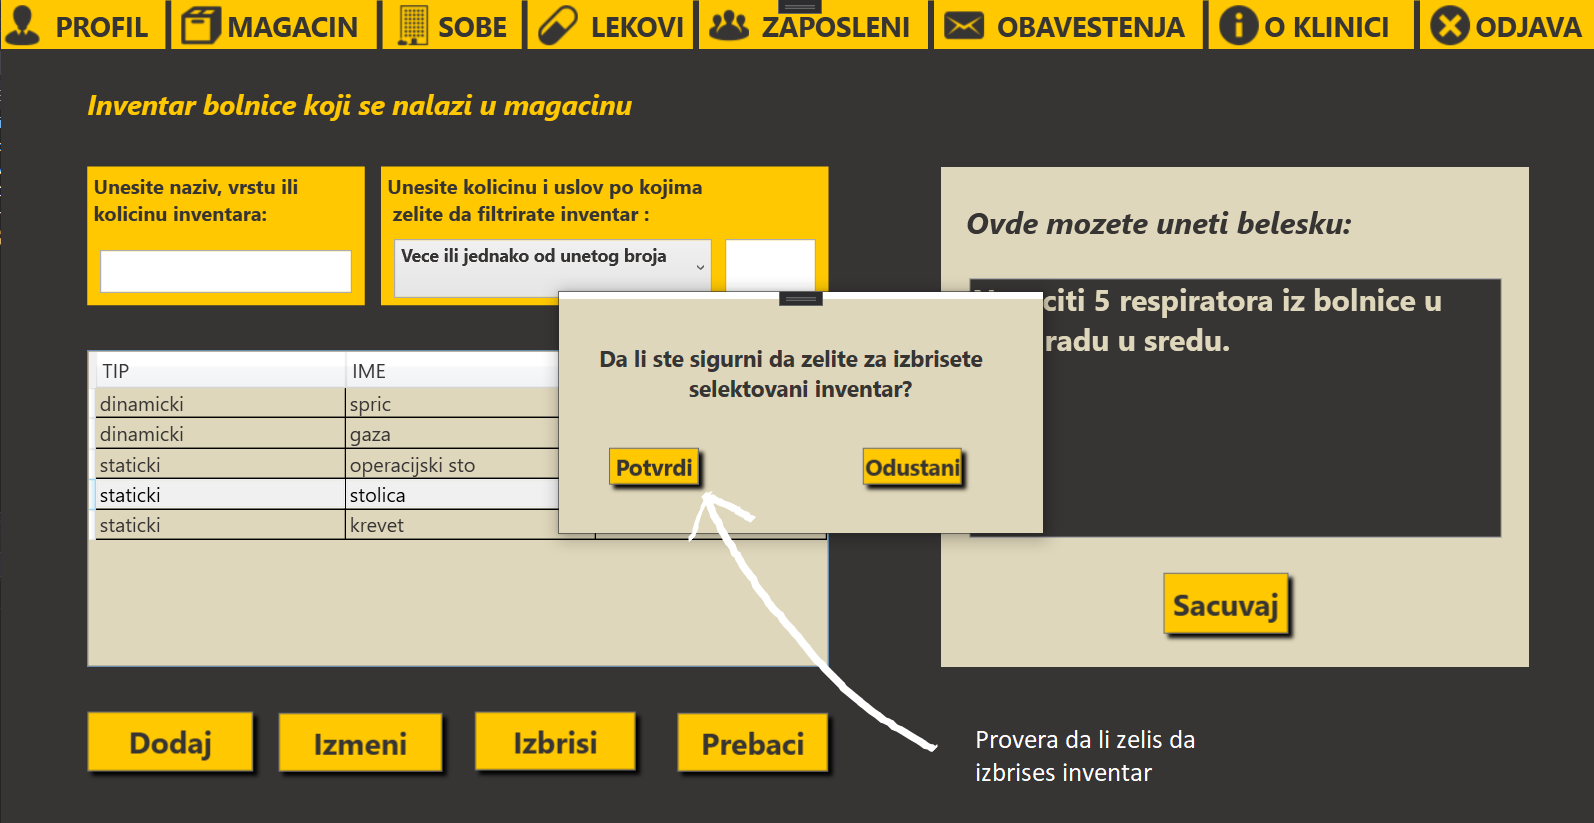 PROFIL
MAGACIN
SOBE
LEKOVI
ZAPOSLENI
OBAVESTENJA
O KLINICI
ODJAVA
Inventar bolnice koji se nalazi u magacinu
Unesite naziv, vrstu ili
kolicinu inventara:
Unesite kolicinu i uslov po kojima
zelite da filtrirate inventar :
Vece ili jednako od unetog broja
TIP IME
dinamicki spric
dinamicki gaza
staticki operacijski sto
staticki stolica
staticki krevet
Da li ste sigurni da zelite za izbrisete
selektovani inventar?
Potvrdi
Odustani
Ovde mozete uneti belesku:
5 respiratora iz bolnice u
u sredu.
Sacuvaj
Dodaj
Izmeni
Izbrisi
Prebaci
Provera da li zelis da
izbrises inventar